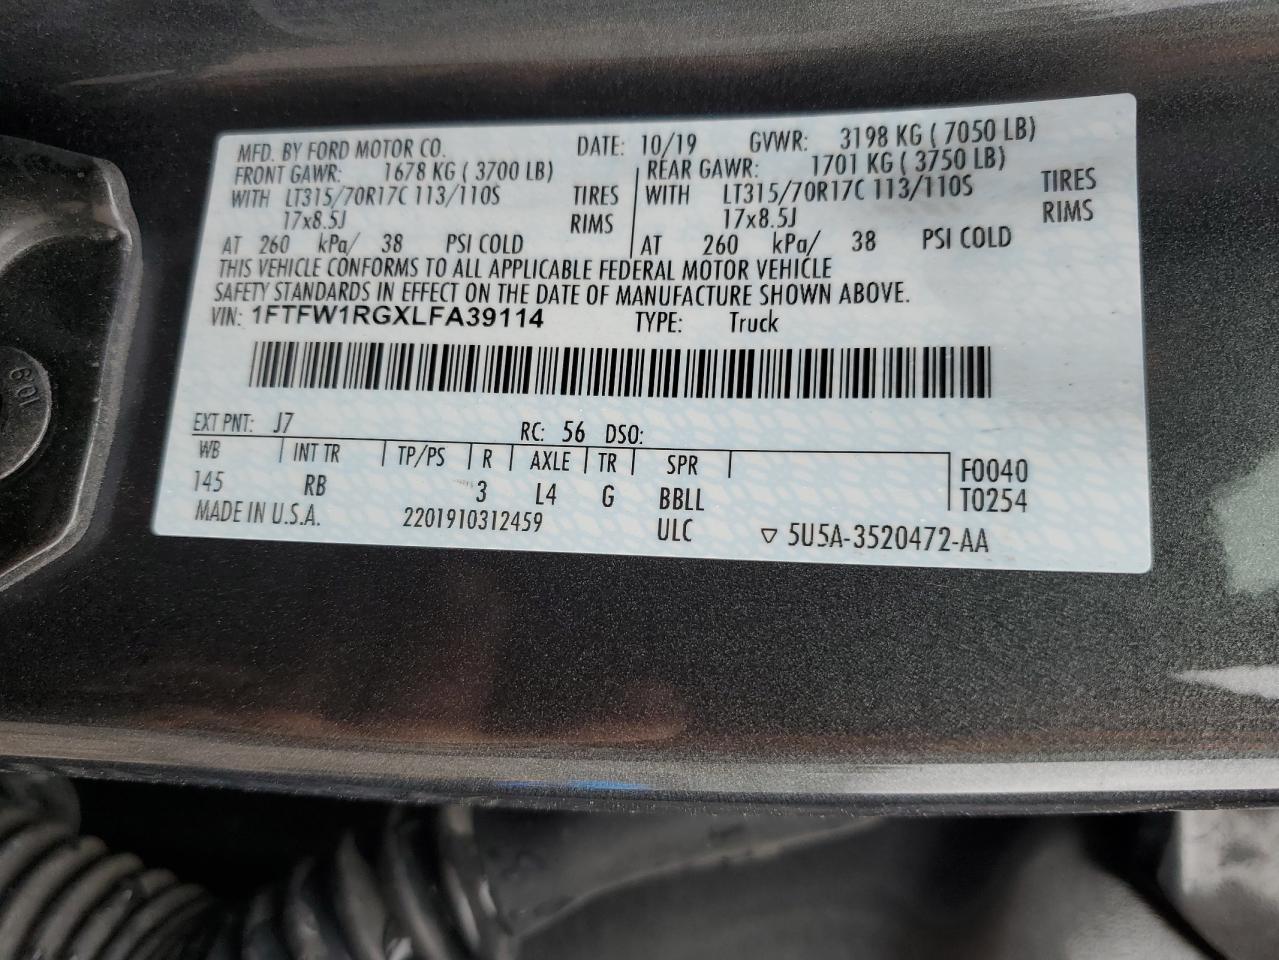 MFD. BY FORD MOTOR CO. DATE: 10/19 GVWR: 3198 KG ( 7050 LB)
FRONT GAWR: 1678 KG ( 3700 LB) REAR GAWR: 1701 KG ( 3750 LB)
WITH LT315/70R17C 113/110S TIRES WITH LT315/70R17C 113/110S TIRES
17x8.5J RIMS 17x8.5J RIMS
AT 260 kPa/ 38 PSI COLD AT 260 kPa/ 38 PSI COLD
THIS VEHICLE CONFORMS TO ALL APPLICABLE FEDERAL MOTOR VEHICLE
SAFETY STANDARDS IN EFFECT ON THE DATE OF MANUFACTURE SHOWN ABOVE.
VIN: 1FTFW1RGXLFA39114 TYPE: Truck
EXT PNT: J7 RC: 56 DSO:
WB INT TR TP/PS R AXLE TR SPR F0040
145 RB 3 L4 G BBLL T0254
MADE IN U.S.A. 2201910312459 ULC ▽ 5U5A-3520472-AA
10.9